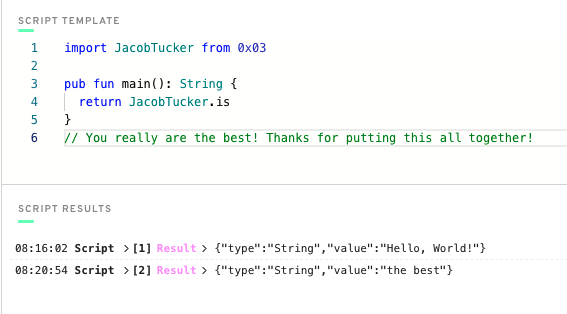 SCRIPT TEMPLATE
1 import JacobTucker from 0x03
2
3 pub fun main(): String {
4 return JacobTucker.is
5 }
6 // You really are the best! Thanks for putting this all together!
SCRIPT RESULTS
08:16:02 Script >[1] Result > {"type":"String","value":"Hello, World!"}
08:20:54 Script >[2] Result > {"type":"String","value":"the best"}